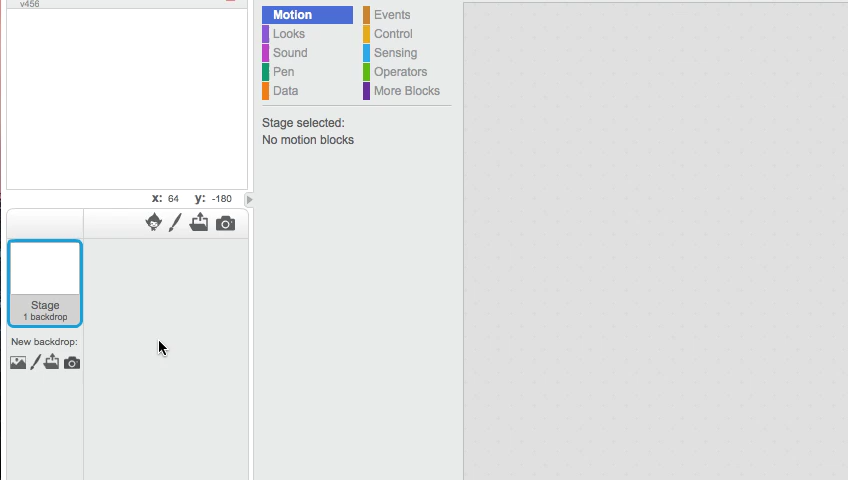 v456
Motion
Events
Looks
Control
Sound
Sensing
Pen
Operators
Data
More Blocks
Stage selected:
No motion blocks
x: 64 y: -180
Stage
1 backdrop
New backdrop: